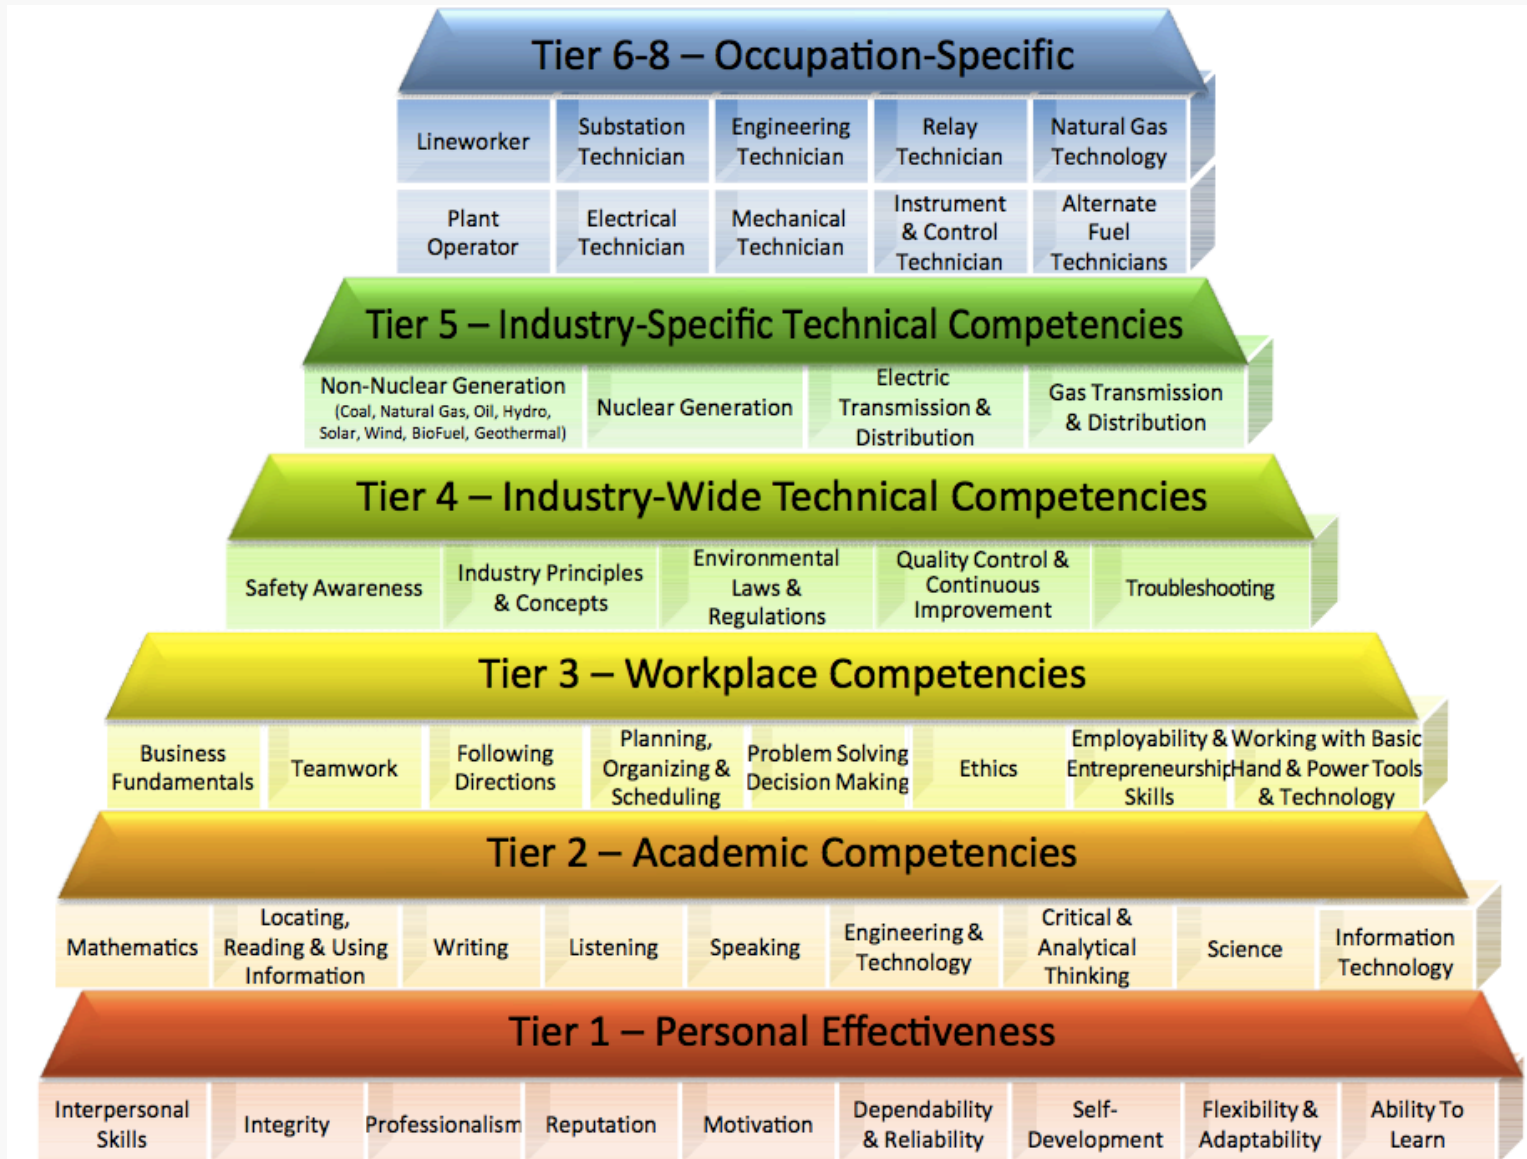 Tier 6-8 – Occupation-Specific
Lineworker
Substation
Technician
Engineering
Technician
Relay
Technician
Natural Gas
Technology
Plant
Operator
Electrical
Technician
Mechanical
Technician
Instrument
& Control
Technician
Alternate
Fuel
Technicians
Tier 5 – Industry-Specific Technical Competencies
Non-Nuclear Generation
(Coal, Natural Gas, Oil, Hydro,
Solar, Wind, BioFuel, Geothermal)
Nuclear Generation
Electric
Transmission &
Distribution
Gas Transmission
& Distribution
Tier 4 – Industry-Wide Technical Competencies
Safety Awareness
Industry Principles
& Concepts
Environmental
Laws &
Regulations
Quality Control &
Continuous
Improvement
Troubleshooting
Tier 3 – Workplace Competencies
Business
Fundamentals
Teamwork
Following
Directions
Planning,
Organizing &
Scheduling
Problem Solving
Decision Making
Ethics
Employability &
Entrepreneurship
Skills
Working with Basic
Hand & Power Tools
& Technology
Tier 2 – Academic Competencies
Mathematics
Locating,
Reading & Using
Information
Writing
Listening
Speaking
Engineering &
Technology
Critical &
Analytical
Thinking
Science
Information
Technology
Tier 1 – Personal Effectiveness
Interpersonal
Skills
Integrity
Professionalism
Reputation
Motivation
Dependability
& Reliability
Self-
Development
Flexibility &
Adaptability
Ability To
Learn